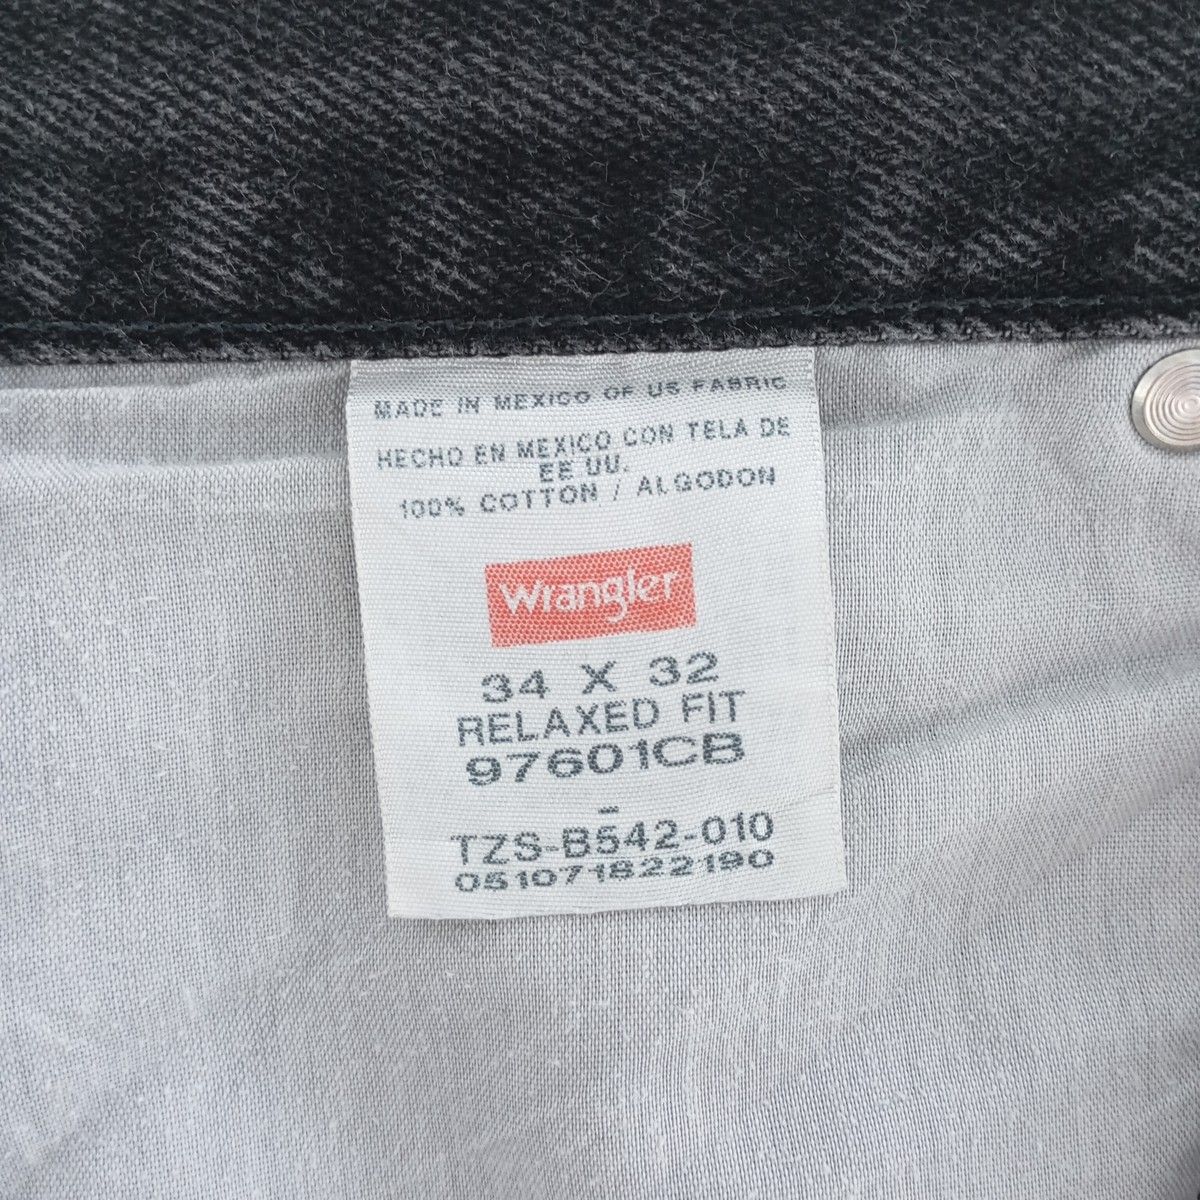 MADE IN MEXICO OF US FABRIC
HECHO EN MEXICO CON TELA DE
EE UU.
100% COTTON / ALGODON
Wrangler
34 X 32
RELAXED FIT
97601CB
-
TZS-B542-010
051071822190